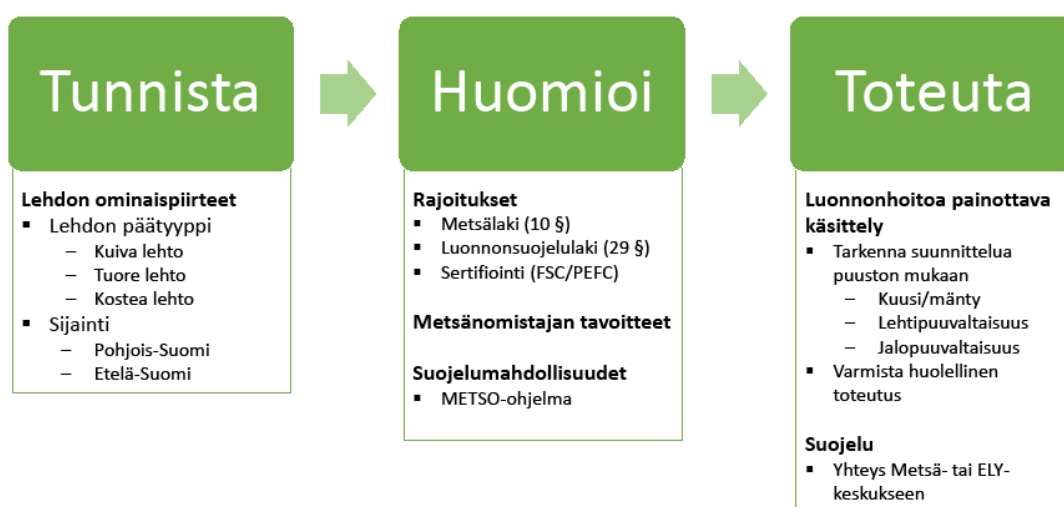 Tunnista
Lehdon ominaispiirteet
▪ Lehdon päätyyppi
– Kuiva lehto
– Tuore lehto
– Kostea lehto
▪ Sijainti
– Pohjois-Suomi
– Etelä-Suomi
Huomioi
Rajoitukset
▪ Metsälaki (10 §)
▪ Luonnonsuojelulaki (29 §)
▪ Sertifiointi (FSC/PEFC)
Metsänomistajan tavoitteet
Suojelumahdollisuudet
▪ METSO-ohjelma
Toteuta
Luonnonhoitoa painottava
käsittely
▪ Tarkenna suunnittelua
puuston mukaan
– Kuusi/mänty
– Lehtipuuvaltaisuus
– Jalopuuvaltaisuus
▪ Varmista huolellinen
toteutus
Suojelu
▪ Yhteys Metsä- tai ELY-
keskukseen